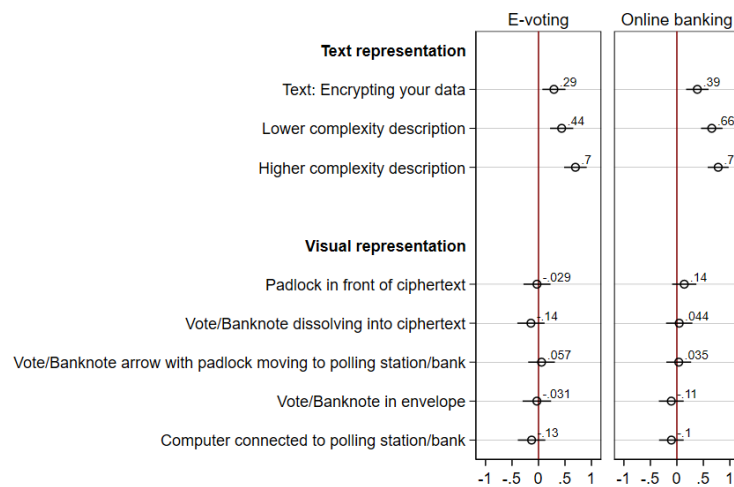 E-voting Online banking
Text representation
Text: Encrypting your data .29 .39
Lower complexity description .44 .66
Higher complexity description .7 .7
Visual representation
Padlock in front of ciphertext -.029 .14
Vote/Banknote dissolving into ciphertext -.14 .044
Vote/Banknote arrow with padlock moving to polling station/bank .057 .035
Vote/Banknote in envelope -.031 -.11
Computer connected to polling station/bank -.13 -.1
-1 -.5 0 .5 1 -1 -.5 0 .5 1